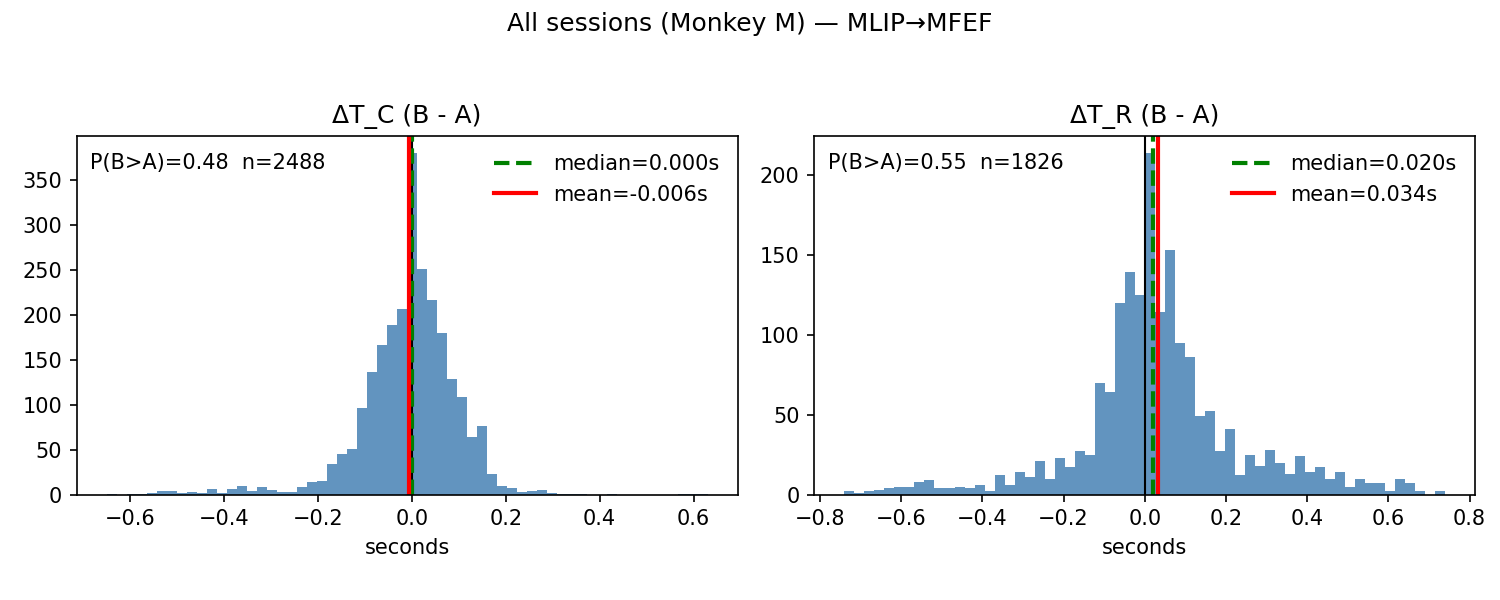 All sessions (Monkey M) — MLIP→MFEF
ΔT_C (B - A)
P(B>A)=0.48  n=2488
median=0.000s
mean=-0.006s
350
300
250
200
150
100
50
0
−0.6 −0.4 −0.2 0.0 0.2 0.4 0.6
seconds
ΔT_R (B - A)
P(B>A)=0.55  n=1826
median=0.020s
mean=0.034s
200
150
100
50
0
−0.8 −0.6 −0.4 −0.2 0.0 0.2 0.4 0.6 0.8
seconds